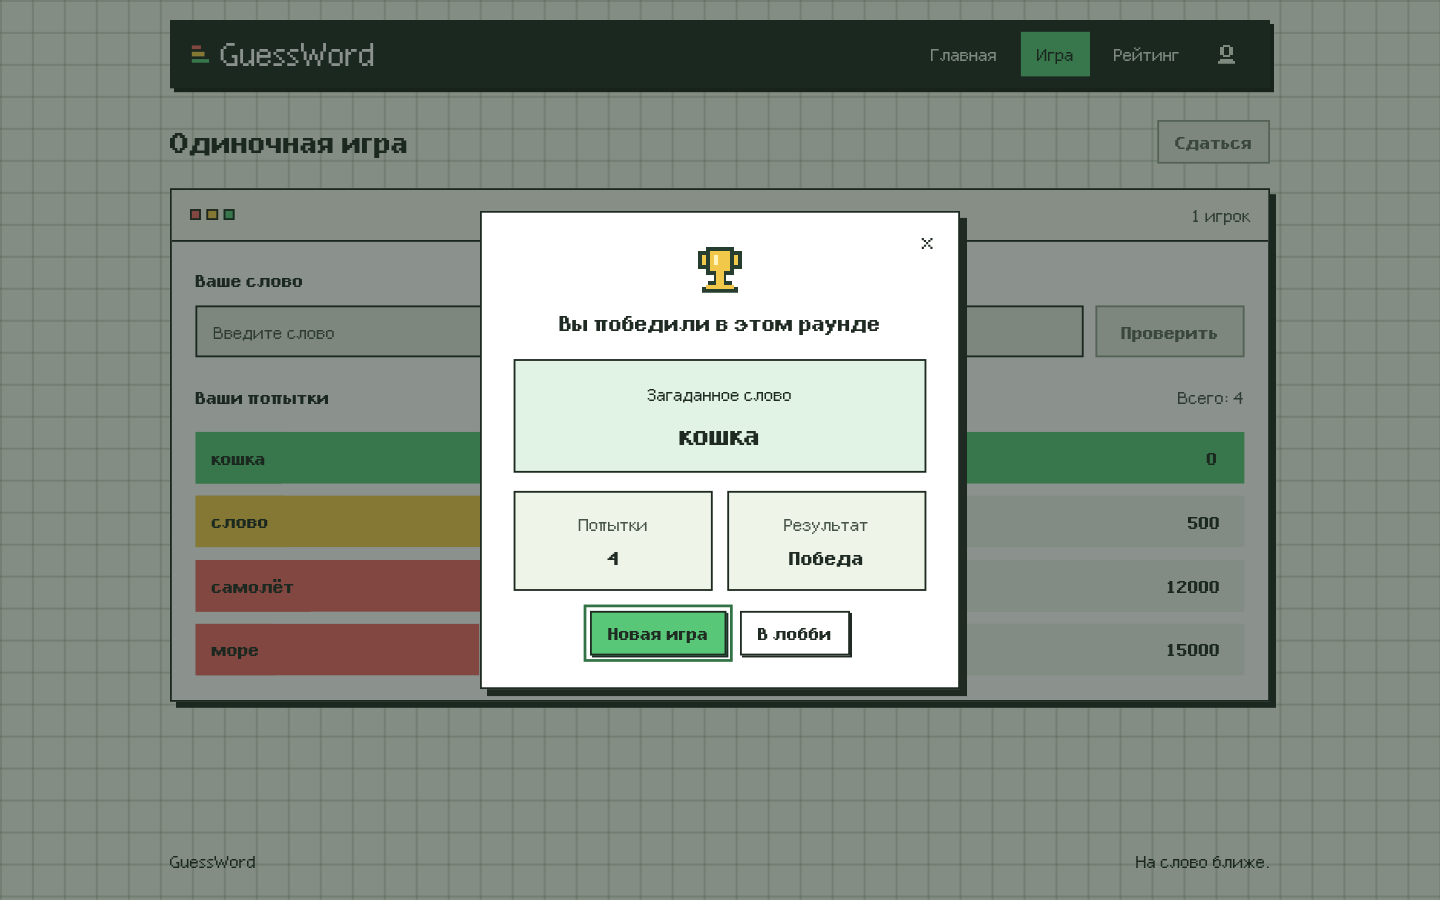 GuessWord
Главная
Игра
Рейтинг
Одиночная игра
Сдаться
1 игрок
Ваше слово
Введите слово
Проверить
Ваши попытки
Всего: 4
кошка
0
слово
500
самолёт
12000
море
15000
×
Вы победили в этом раунде
Загаданное слово
кошка
Попытки
4
Результат
Победа
Новая игра
В лобби
GuessWord
На слово ближе.